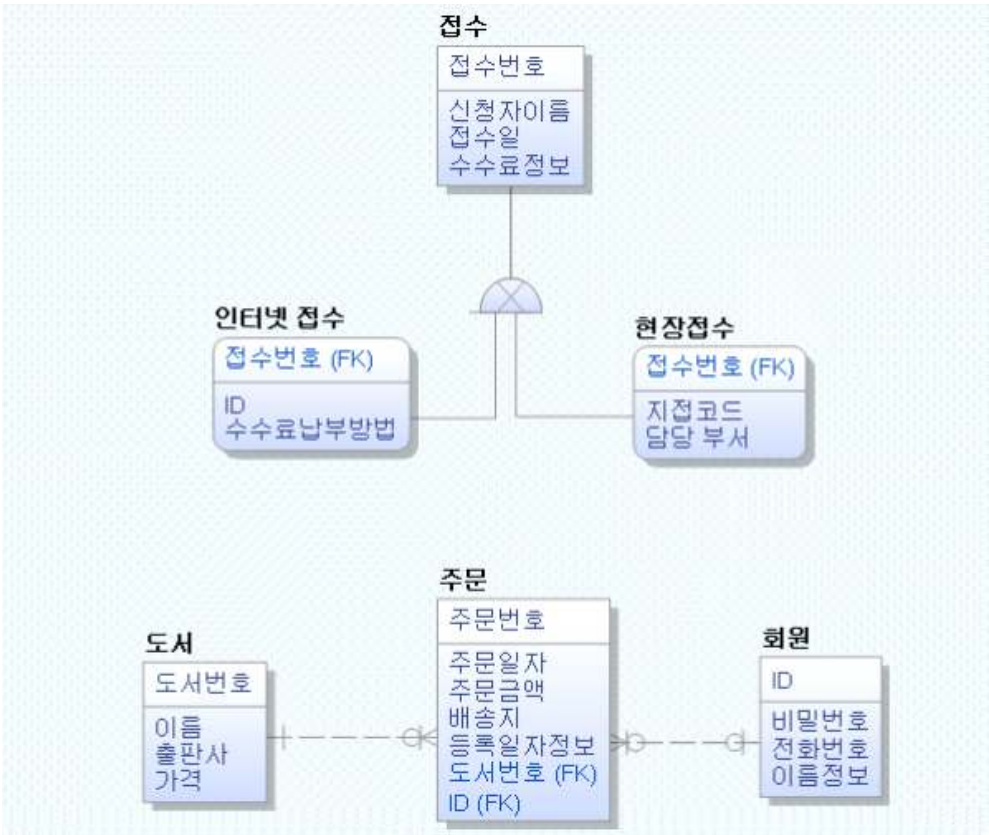 접수
접수번호
신청자이름
접수일
수수료정보
인터넷 접수
접수번호 (FK)
ID
수수료납부방법
현장접수
접수번호 (FK)
지점코드
담당 부서
도서
도서번호
이름
출판사
가격
주문
주문번호
주문일자
주문금액
배송지
등록일자정보
도서번호 (FK)
ID (FK)
회원
ID
비밀번호
전화번호
이름정보